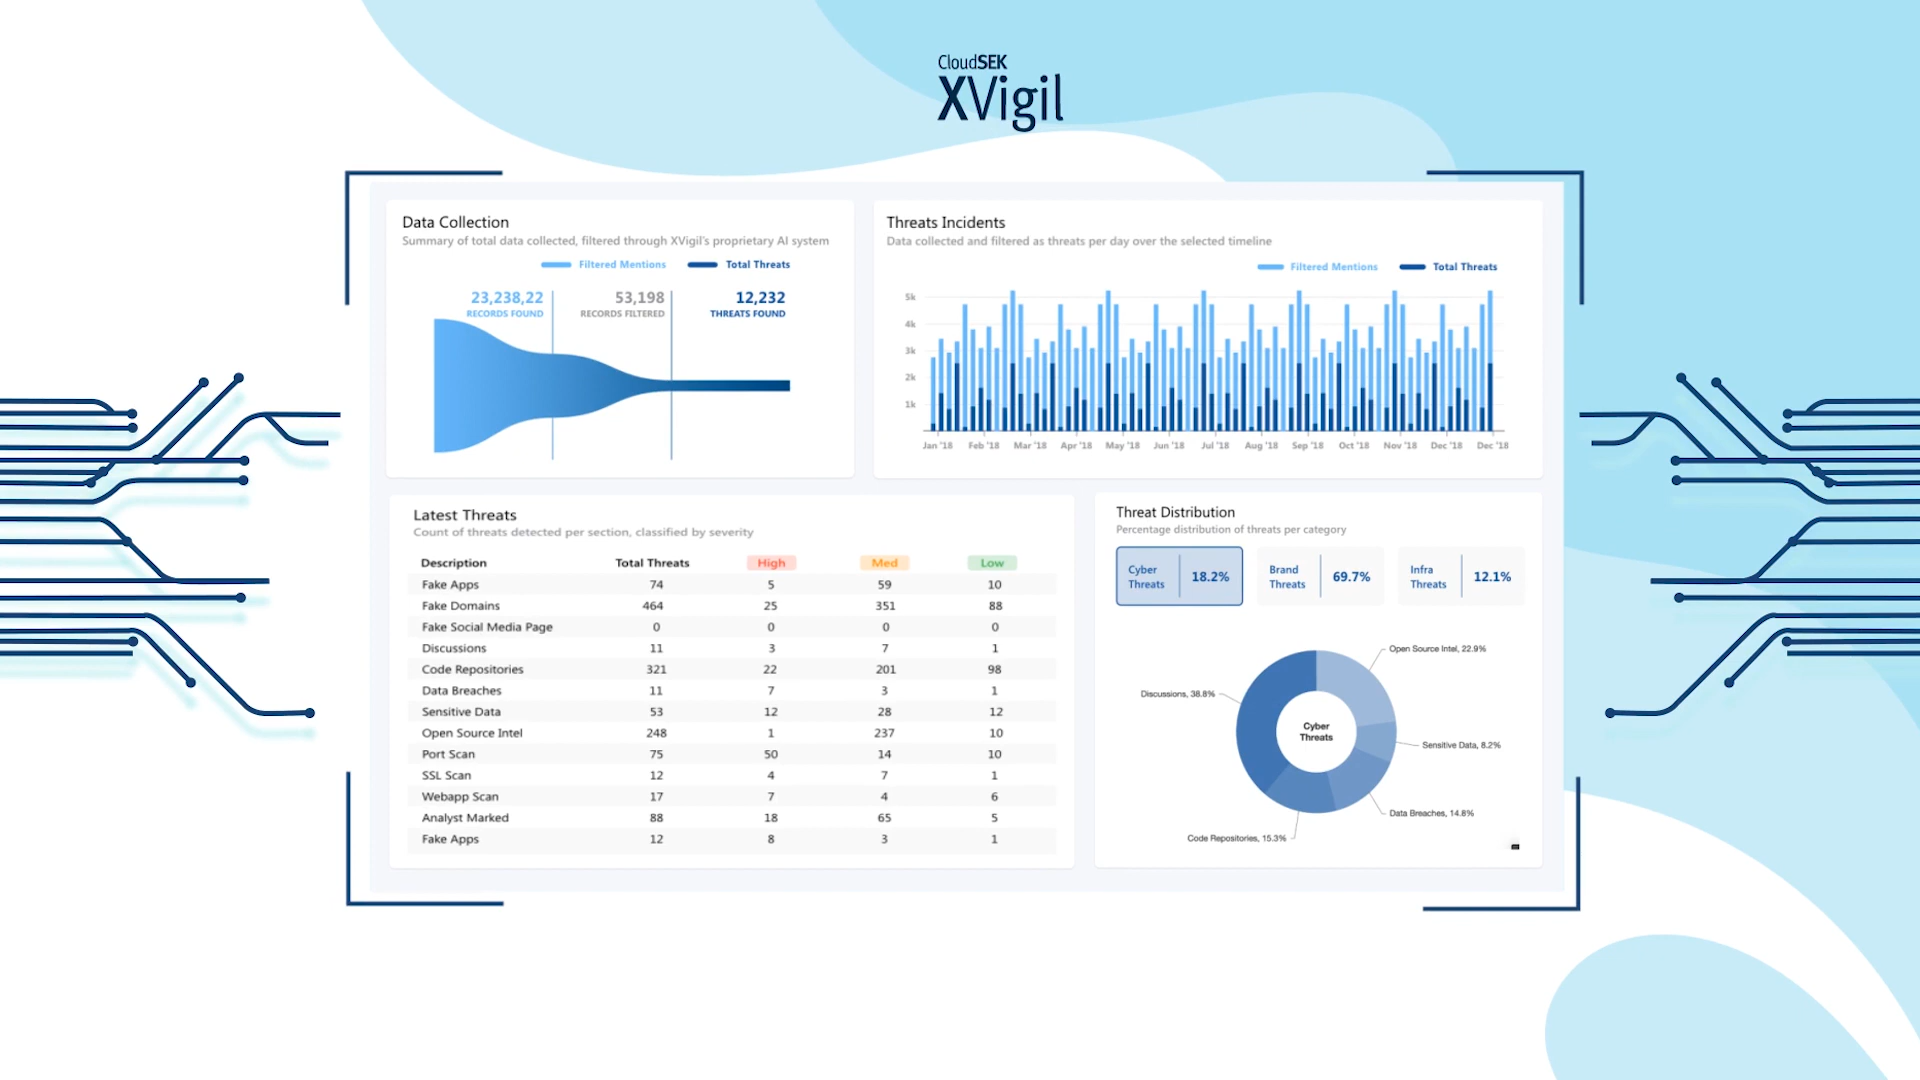 CloudSEK
XVigil
Data Collection
Summary of total data collected, filtered through XVigil's proprietary AI system
Filtered Mentions Total Threats
23,238,22 53,198 12,232
RECORDS FOUND RECORDS FILTERED THREATS FOUND
Threats Incidents
Data collected and filtered as threats per day over the selected timeline
Filtered Mentions Total Threats
5k
4k
3k
2k
1k
Jan '18 Feb '18 Mar '18 Apr '18 May '18 Jun '18 Jul '18 Aug '18 Sep '18 Oct '18 Nov '18 Dec '18 Dec '18
Latest Threats
Count of threats detected per section, classified by severity
Description Total Threats High Med Low
Fake Apps 74 5 59 10
Fake Domains 464 25 351 88
Fake Social Media Page 0 0 0 0
Discussions 11 3 7 1
Code Repositories 321 22 201 98
Data Breaches 11 7 3 1
Sensitive Data 53 12 28 12
Open Source Intel 248 1 237 10
Port Scan 75 50 14 10
SSL Scan 12 4 7 1
Webapp Scan 17 7 4 6
Analyst Marked 88 18 65 5
Fake Apps 12 8 3 1
Threat Distribution
Percentage distribution of threats per category
Cyber Threats 18.2%
Brand Threats 69.7%
Infra Threats 12.1%
Open Source Intel, 22.9%
Discussions, 38.8%
Cyber
Threats
Sensitive Data, 8.2%
Data Breaches, 14.8%
Code Repositories, 15.3%